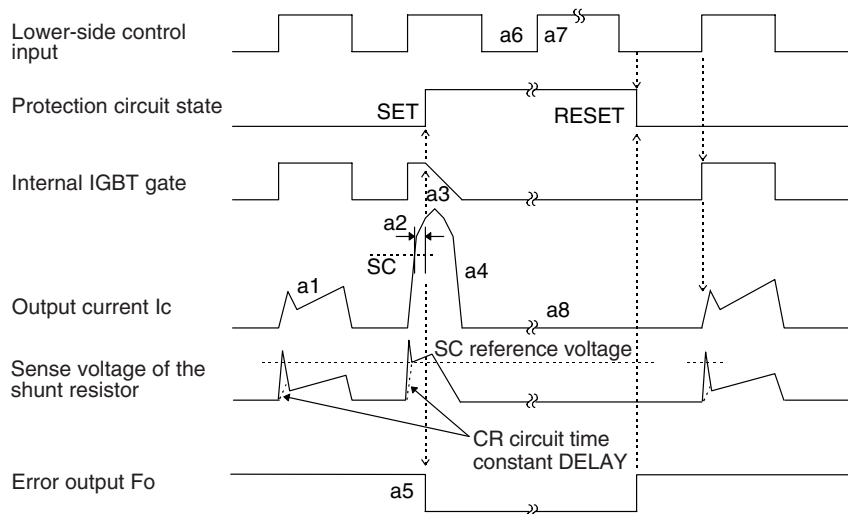 Lower-side control
input
a6
a7
Protection circuit state
SET
RESET
Internal IGBT gate
a3
a2
SC
a4
a1
Output current Ic
a8
SC reference voltage
Sense voltage of the
shunt resistor
CR circuit time
constant DELAY
Error output Fo
a5